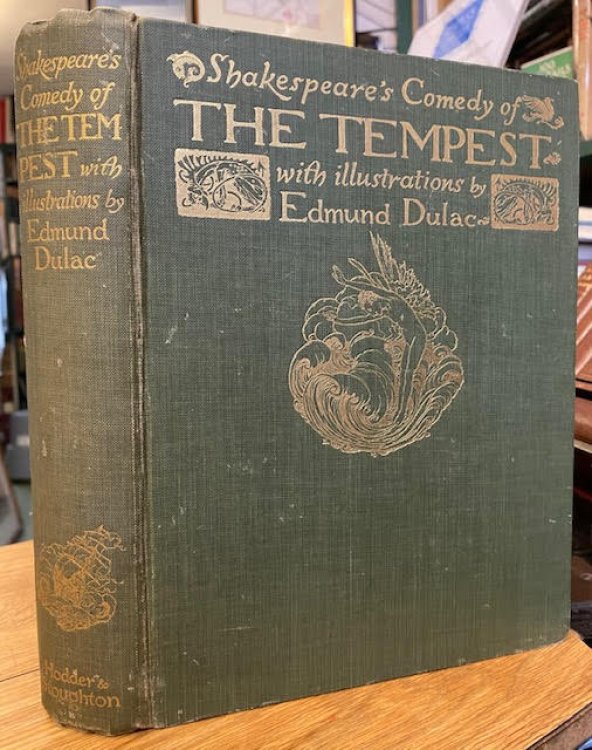 Shakespeare's
Comedy of
THE TEM
PEST with
illustrations by
Edmund
Dulac
Hodder &
Stoughton
Shakespeare's Comedy of
THE TEMPEST
with illustrations by
Edmund Dulac